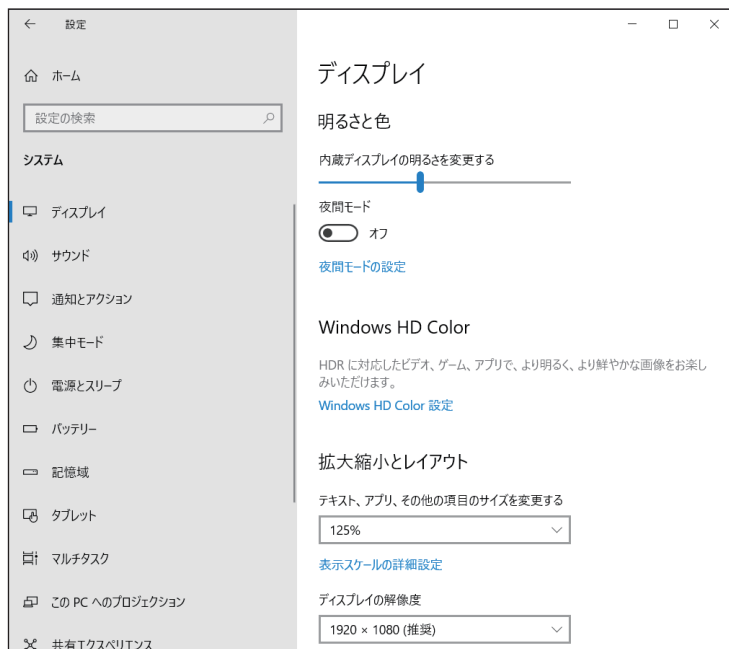 設定
ホーム
設定の検索
システム
ディスプレイ
サウンド
通知とアクション
集中モード
電源とスリープ
バッテリー
記憶域
タブレット
マルチタスク
この PC へのプロジェクション
共有エクスペリエンス
ディスプレイ
明るさと色
内蔵ディスプレイの明るさを変更する
夜間モード
オフ
夜間モードの設定
Windows HD Color
HDR に対応したビデオ、ゲーム、アプリで、より明るく、より鮮やかな画像をお楽し
みいただけます。
Windows HD Color 設定
拡大縮小とレイアウト
テキスト、アプリ、その他の項目のサイズを変更する
125%
表示スケールの詳細設定
ディスプレイの解像度
1920 × 1080 (推奨)